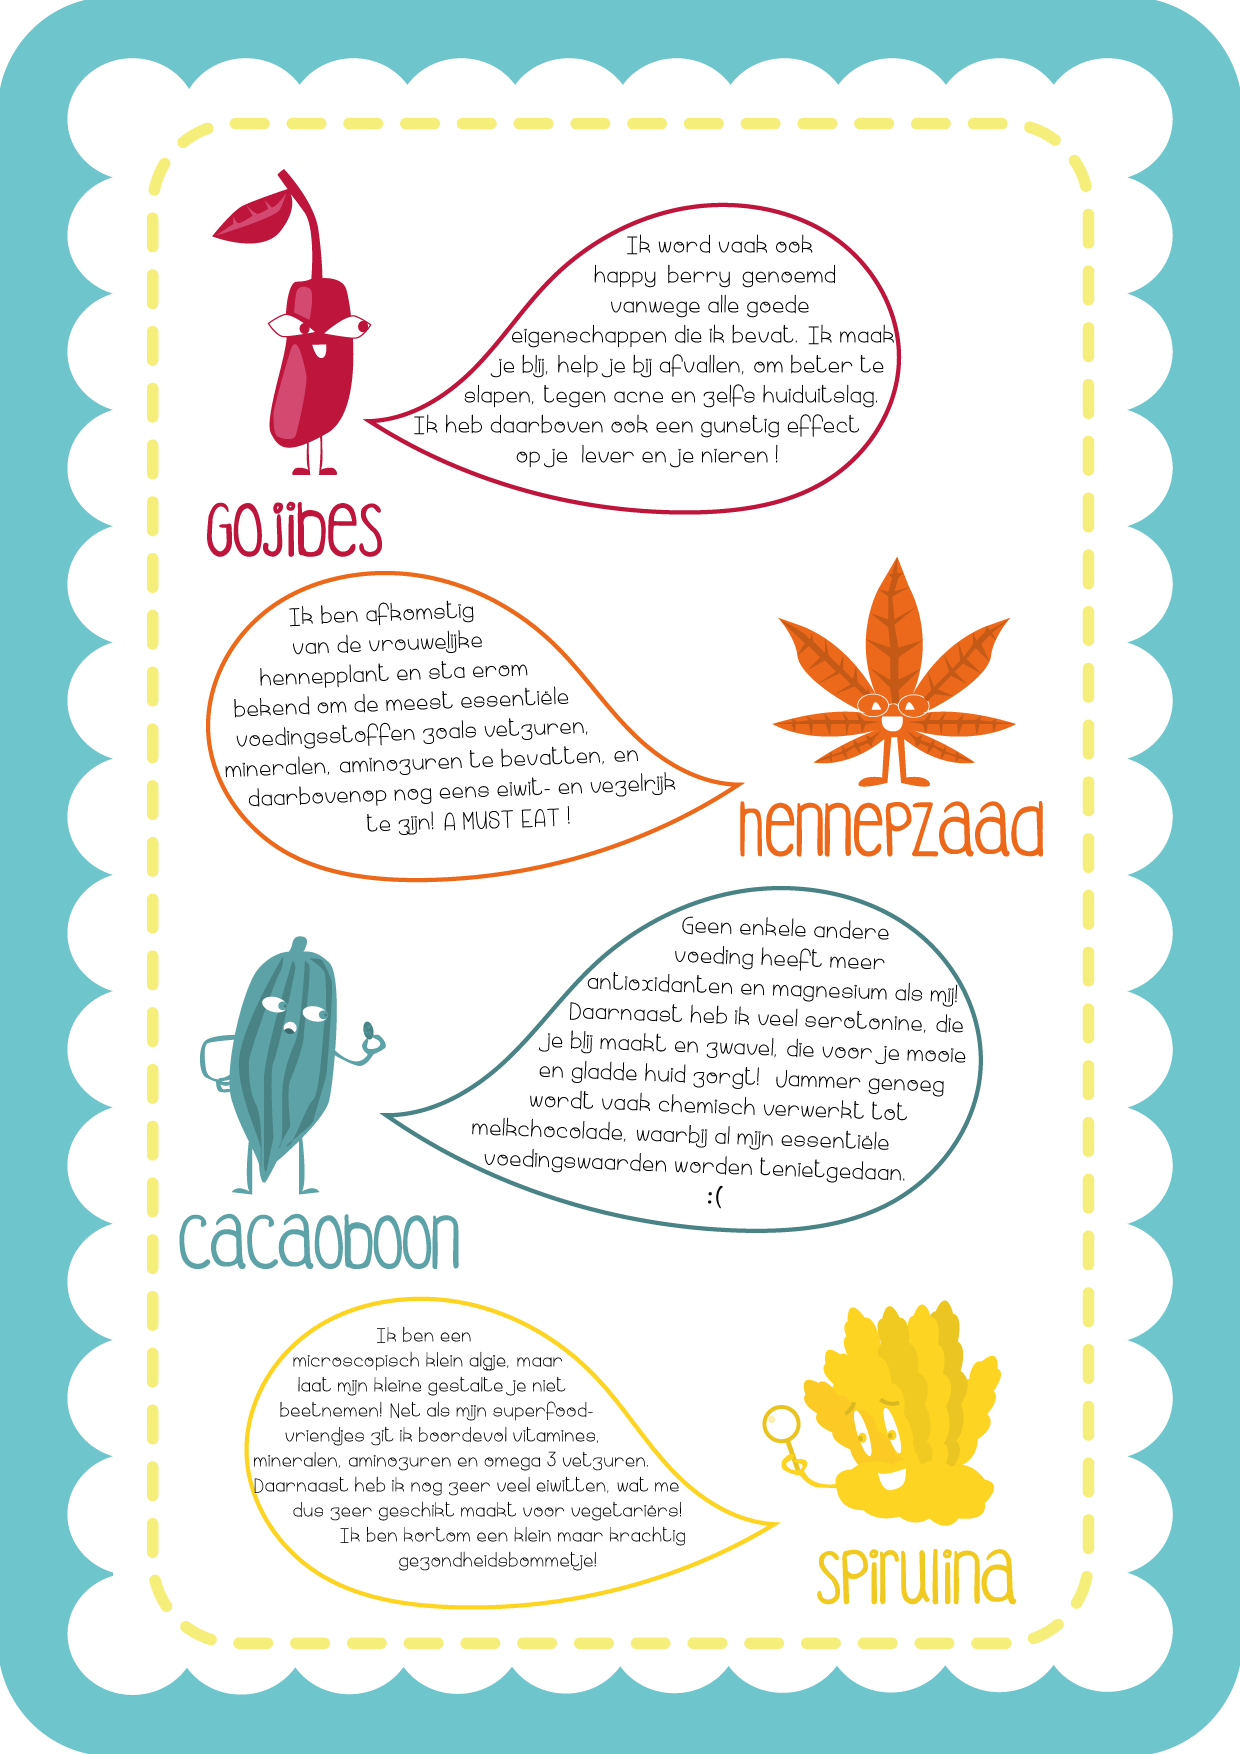 Ik word vaak ook
happy berry genoemd
vanwege alle goede
eigenschappen die ik bevat. Ik maak
je blij, help je bij afvallen, om beter te
slapen, tegen acne en zelfs huiduitslag.
Ik heb daarboven ook een gunstig effect
op je lever en je nieren !
Gojibes
Ik ben afkomstig
van de vrouwelijke
hennepplant en sta erom
bekend om de meest essentiële
voedingsstoffen zoals vetzuren,
mineralen, aminozuren te bevatten, en
daarbovenop nog eens eiwit- en vezelrijk
te zijn! A MUST EAT !
hennepzaad
Geen enkele andere
voeding heeft meer
antioxidanten en magnesium als mij!
Daarnaast heb ik veel serotonine, die
je blij maakt en zwavel, die voor je mooie
en gladde huid zorgt! Jammer genoeg
wordt vaak chemisch verwerkt tot
melkchocolade, waarbij al mijn essentiële
voedingswaarden worden tenietgedaan.
:(
cacaoboon
Ik ben een
microscopisch klein algje, maar
laat mijn kleine gestalte je niet
beetnemen! Net als mijn superfood-
vriendjes zit ik boordevol vitamines,
mineralen, aminozuren en omega 3 vetzuren.
Daarnaast heb ik nog zeer veel eiwitten, wat me
dus zeer geschikt maakt voor vegetariërs!
Ik ben kortom een klein maar krachtig
gezondheidsbommetje!
spirulina